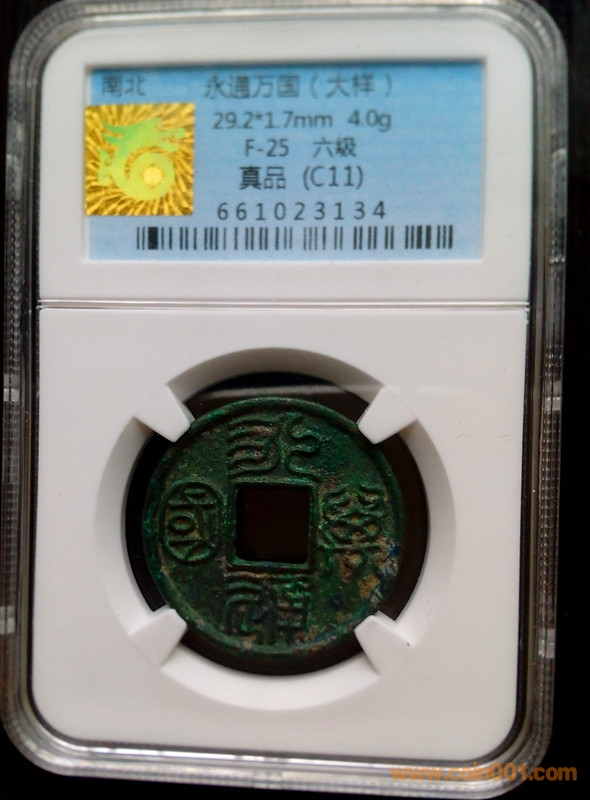 南北 永通万国（大样）
29.2*1.7mm 4.0g
F-25 六級
真品 (C11)
661023134
永
國 萬
通
www.coin001.com